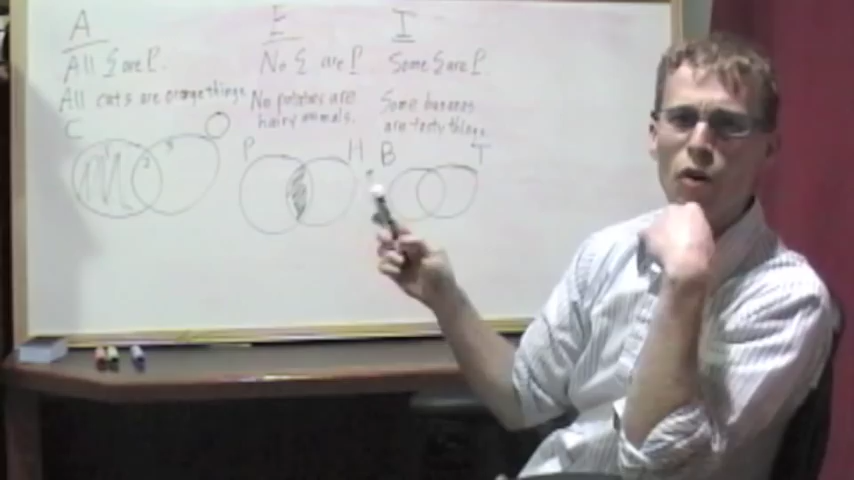 A
All S are P.
All cats are orange things.
C O
E
No S are P
No potatoes are
hairy animals.
P H
I
Some S are P
Some bananas
are tasty things.
B T